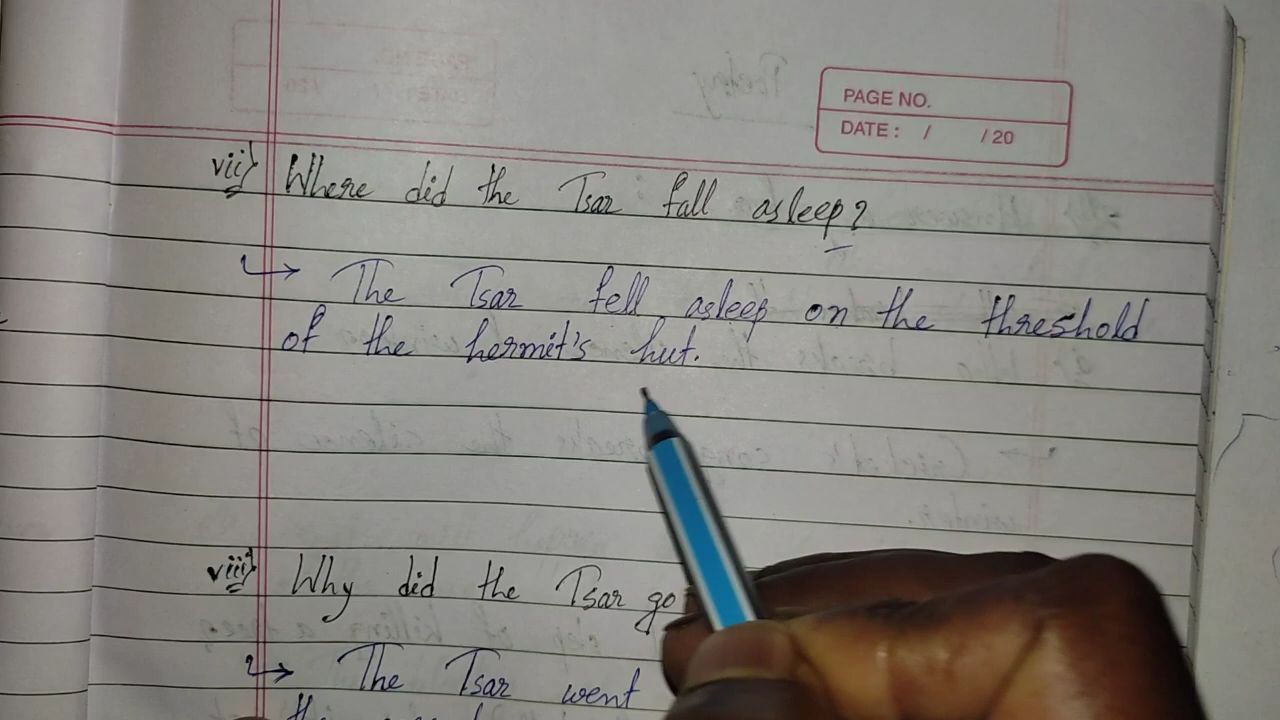 Poetry
PAGE NO.
DATE : / / 20
vii) Where did the Tsar fall asleep?
↳ The Tsar fell asleep on the threshold
of the hermit's hut.
viii) Why did the Tsar go
↳ The Tsar went